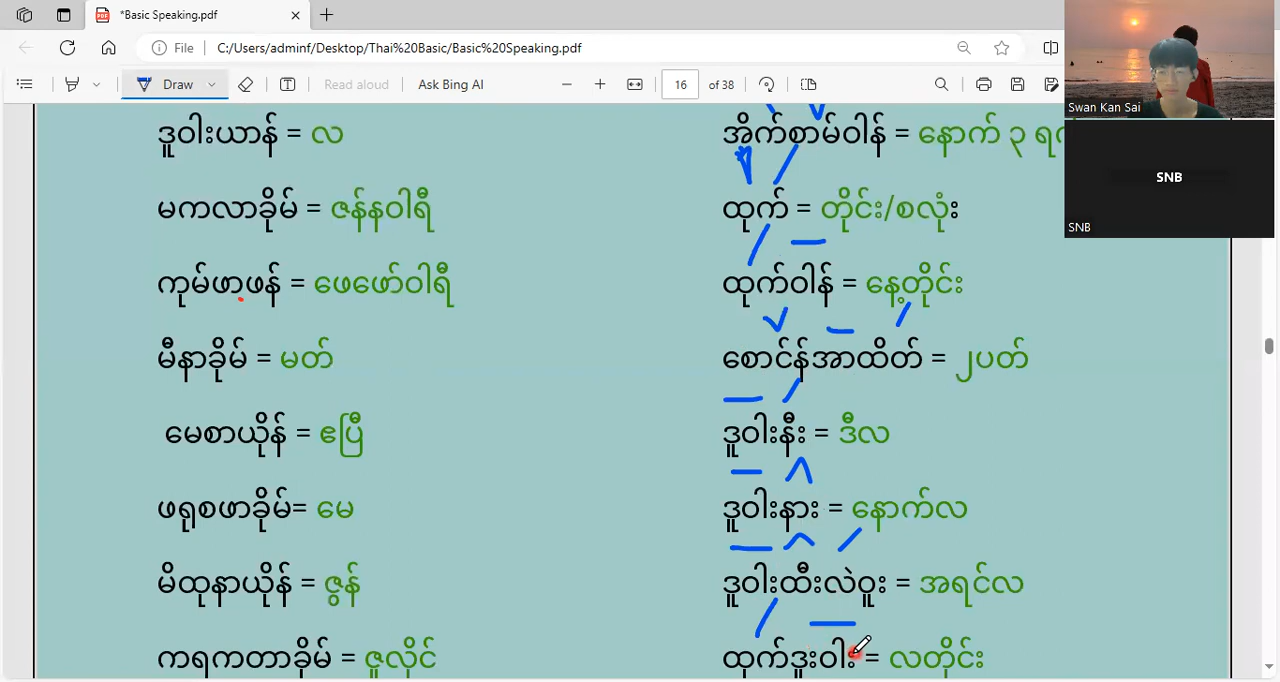 *Basic Speaking.pdf
File C:/Users/adminf/Desktop/Thai%20Basic/Basic%20Speaking.pdf
Draw Read aloud Ask Bing AI 16 of 38
Swan Kan Sai
SNB
SNB
ဒူဝါးယာန် = လ
မကလာခိုမ် = ဇန်နဝါရီ
ကုမ်ဖာဖန် = ဖေဖော်ဝါရီ
မီနာခိုမ် = မတ်
မေစာယိုန် = ဧပြီ
ဖရုစဖာခိုမ်= မေ
မိထုနာယိုန် = ဇွန်
ကရကတာခိုမ် = ဇူလိုင်
အိက်စာမ်ဝါန် = နောက် ၃ ရက
ထုက် = တိုင်း/စလုံး
ထုက်ဝါန် = နေ့တိုင်း
စောင်န်အာထိတ် = ၂ပတ်
ဒူဝါးနီး = ဒီလ
ဒူဝါးနား = နောက်လ
ဒူဝါးထီးလဲဝူး = အရင်လ
ထုက်ဒူးဝါး = လတိုင်း